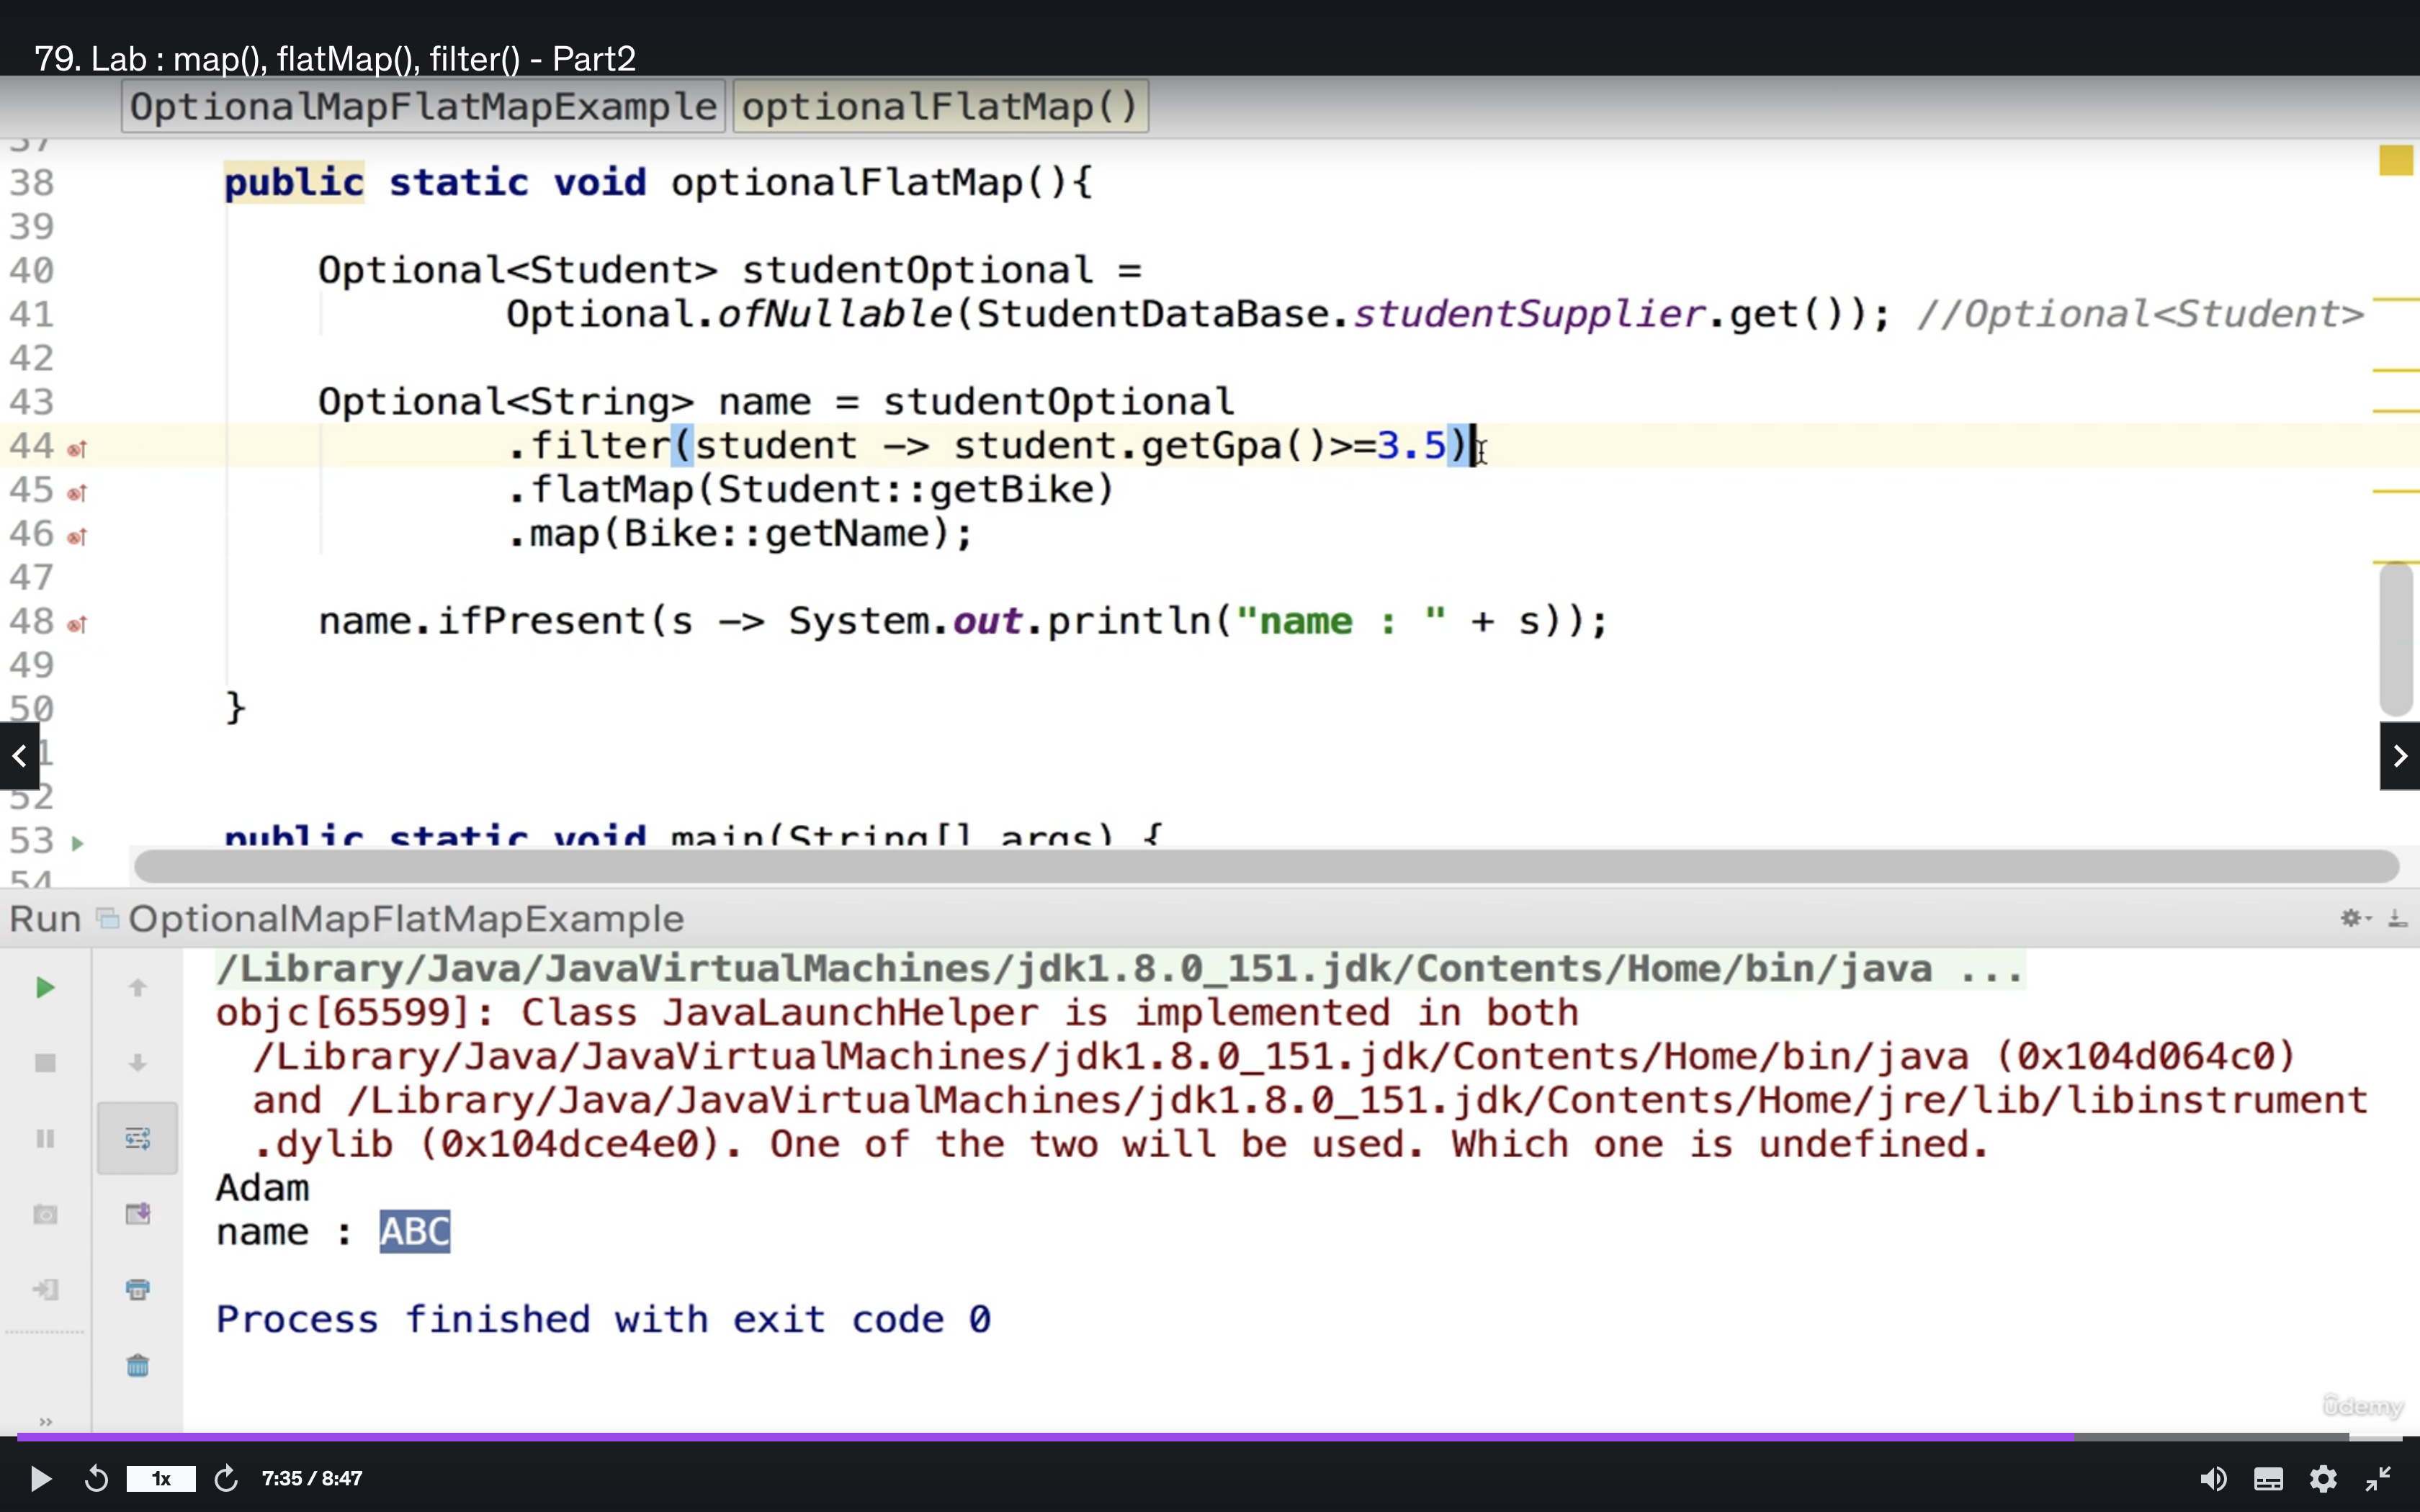 79. Lab : map(), flatMap(), filter() - Part2
OptionalMapFlatMapExample optionalFlatMap()
37
38 public static void optionalFlatMap(){
39
40 Optional<Student> studentOptional =
41 Optional.ofNullable(StudentDataBase.studentSupplier.get()); //Optional<Student>
42
43 Optional<String> name = studentOptional
44 .filter(student -> student.getGpa()>=3.5)
45 .flatMap(Student::getBike)
46 .map(Bike::getName);
47
48 name.ifPresent(s -> System.out.println("name : " + s));
49
50 }
1
52
53 public static void main(String[] args) {
54
Run OptionalMapFlatMapExample
/Library/Java/JavaVirtualMachines/jdk1.8.0_151.jdk/Contents/Home/bin/java ...
objc[65599]: Class JavaLaunchHelper is implemented in both
/Library/Java/JavaVirtualMachines/jdk1.8.0_151.jdk/Contents/Home/bin/java (0x104d064c0)
and /Library/Java/JavaVirtualMachines/jdk1.8.0_151.jdk/Contents/Home/jre/lib/libinstrument
.dylib (0x104dce4e0). One of the two will be used. Which one is undefined.
Adam
name : ABC
Process finished with exit code 0
ûdemy
1x 7:35 / 8:47